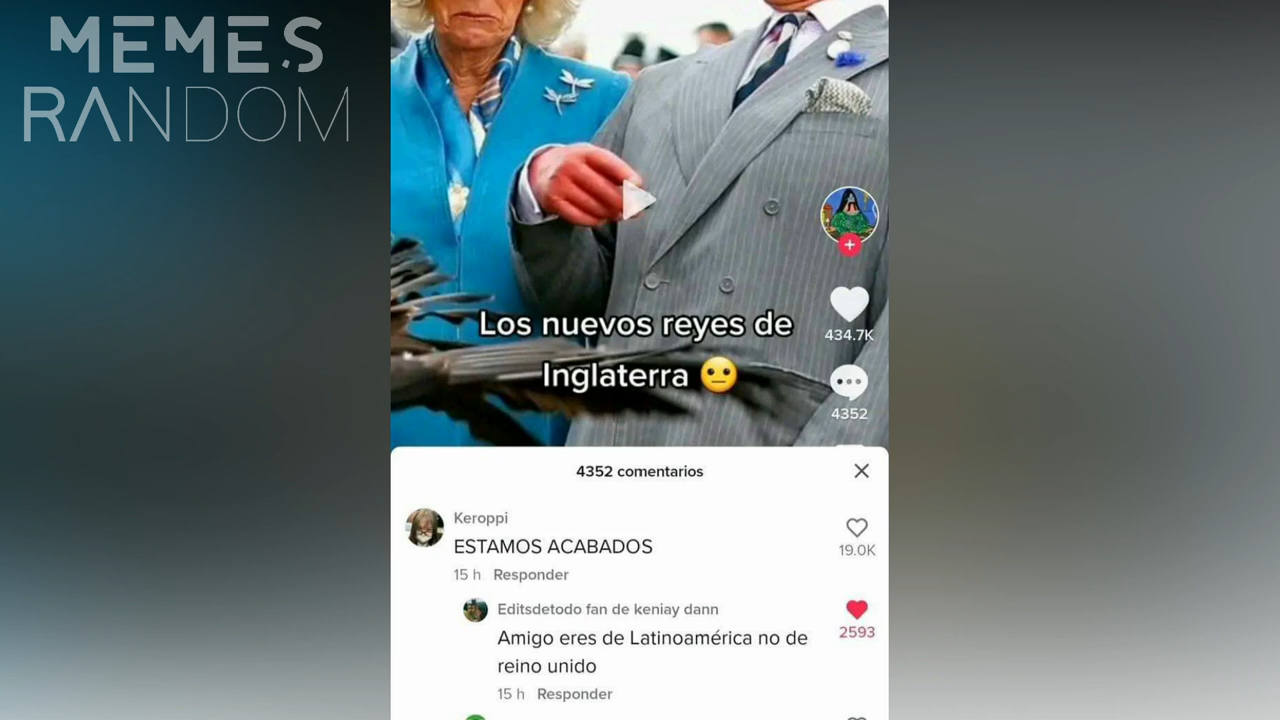 MEMES
RANDOM
Los nuevos reyes de
Inglaterra 😐
434.7K
4352
4352 comentarios
Keroppi
ESTAMOS ACABADOS
19.0K
15 h Responder
Editsdetodo fan de keniay dann
Amigo eres de Latinoamérica no de
reino unido
2593
15 h Responder